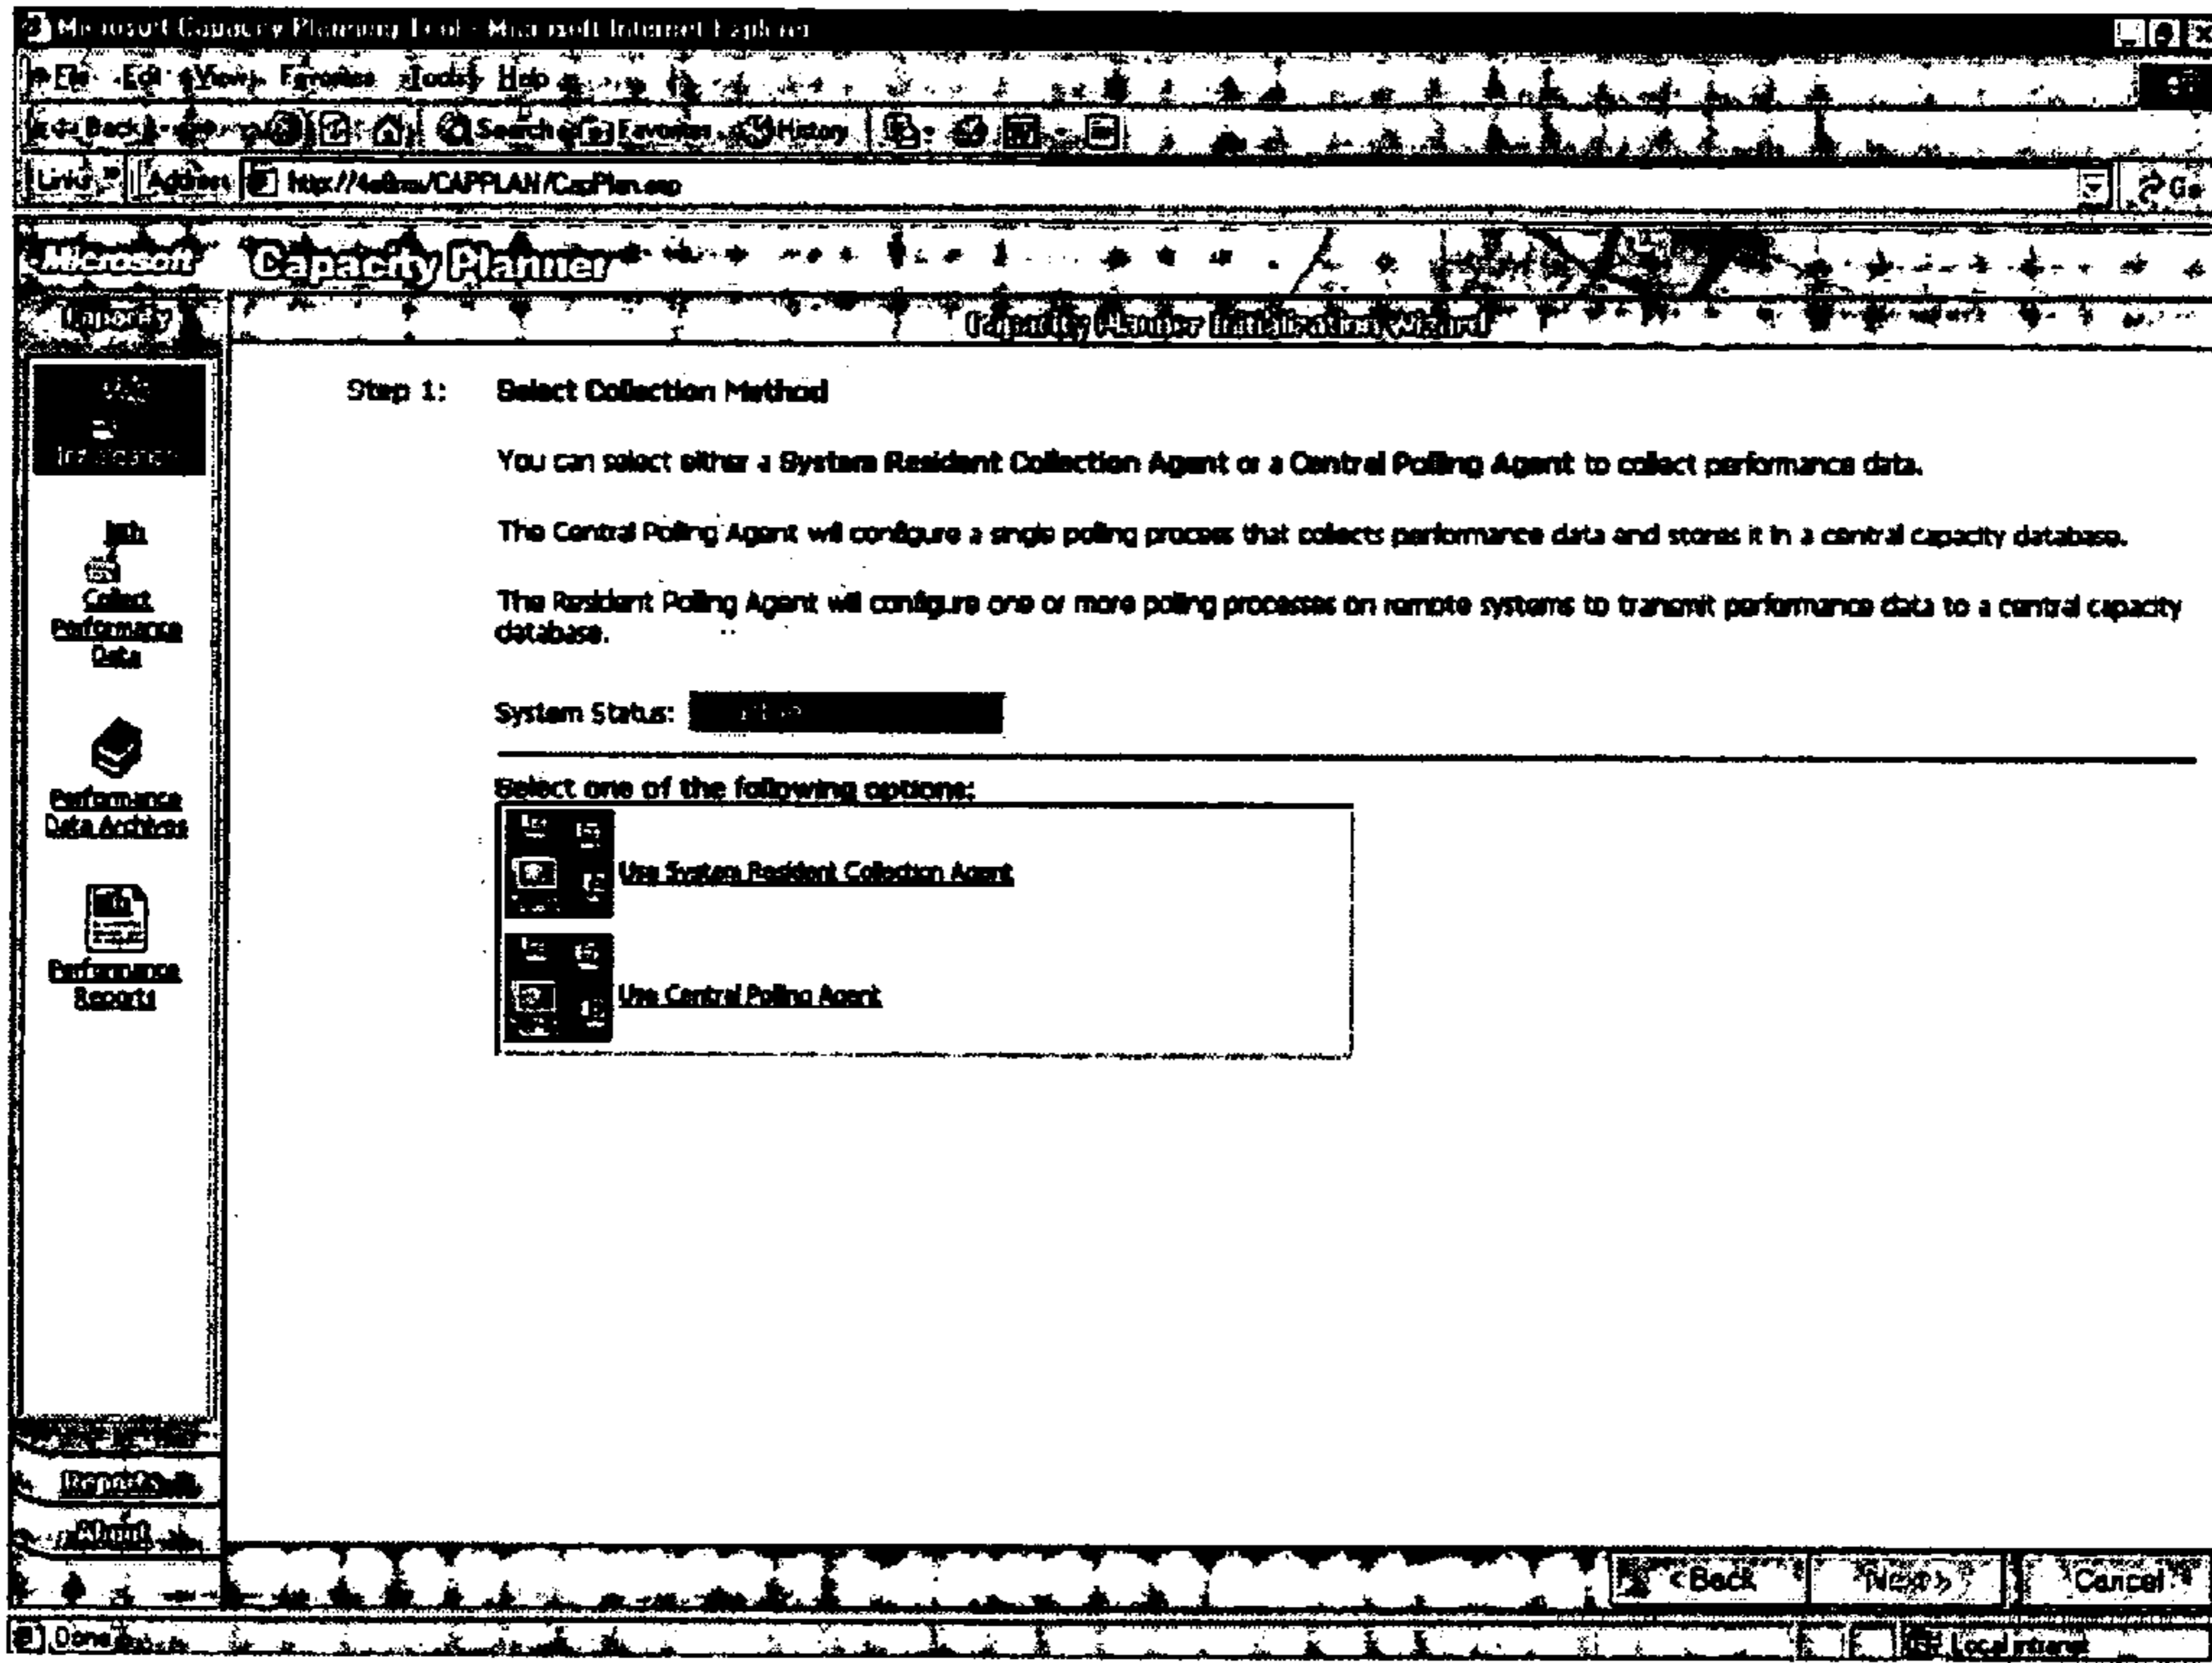 Microsoft Capacity Planning Tool - Microsoft Internet Explorer
File Edit View Favorites Tools Help
Back Search Favorites History
Links » Address CAPPLAN/CapPlan.asp Go
Microsoft Capacity Planner
Capacity
Capacity Planner Initialization Wizard
Step 1: Select Collection Method
You can select either a System Resident Collection Agent or a Central Polling Agent to collect performance data.
The Central Polling Agent will configure a single polling process that collects performance data and stores it in a central capacity database.
The Resident Polling Agent will configure one or more polling processes on remote systems to transmit performance data to a central capacity
database.
System Status:
Select one of the following options:
Use System Resident Collection Agent
Use Central Polling Agent
Collect
Performance
Data
Performance
Data Archives
Performance
Reports
Reports
About
< Back Next > Cancel
Done Local intranet